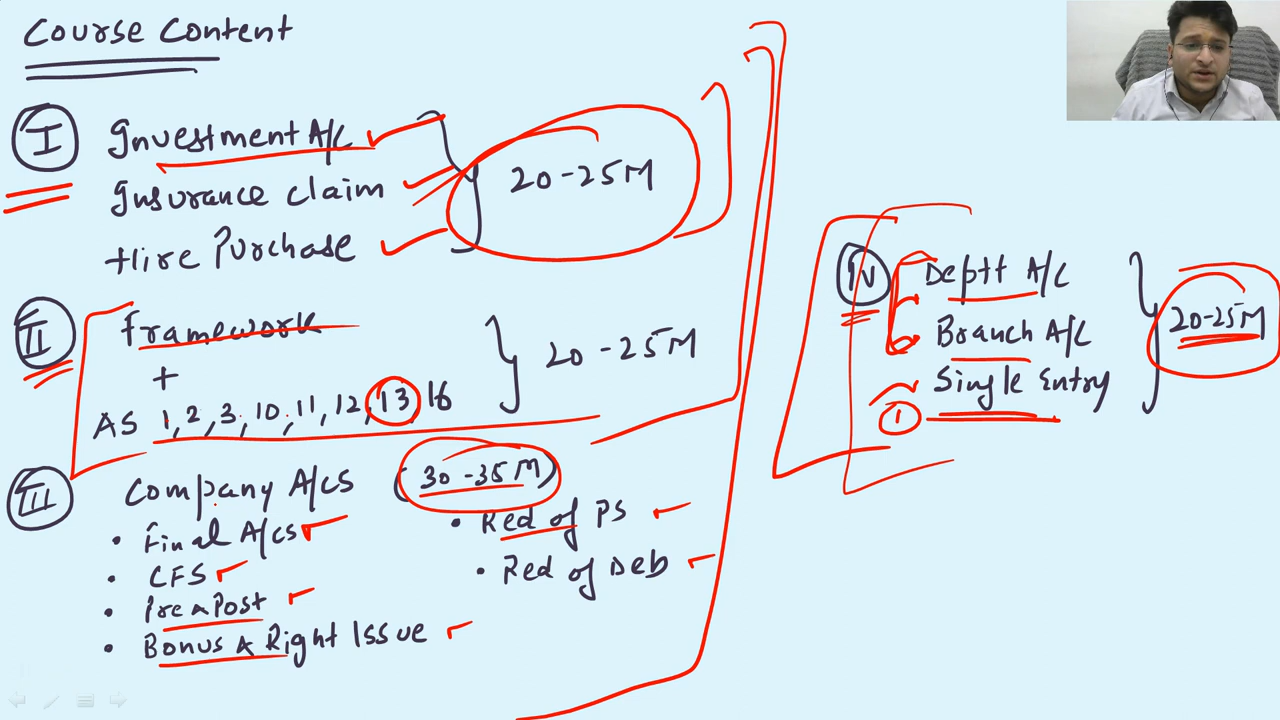 Course Content
I Investment A/C
Insurance claim
Hire Purchase
20-25M
II Framework
+
AS 1, 2, 3, 10, 11, 12, 13, 16
20-25M
III Company A/CS (30-35M)
• Final A/CS
• CFS
• Pre & Post
• Bonus & Right Issue
• Red of PS
• Red of Deb
IV Deptt A/C
Branch A/C
Single Entry
1
20-25M